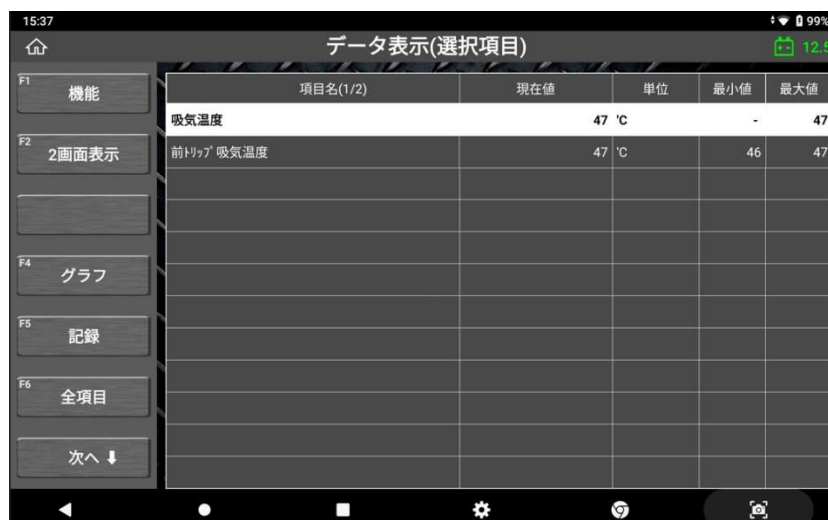 15:37
99%
データ表示(選択項目)
12.5
F1 機能
項目名(1/2) 現在値 単位 最小値 最大値
吸気温度 47 ℃ - 47
F2 2画面表示
前ﾄﾘｯﾌﾟ吸気温度 47 ℃ 46 47
F4 グラフ
F5 記録
F6 全項目
次へ ⬇